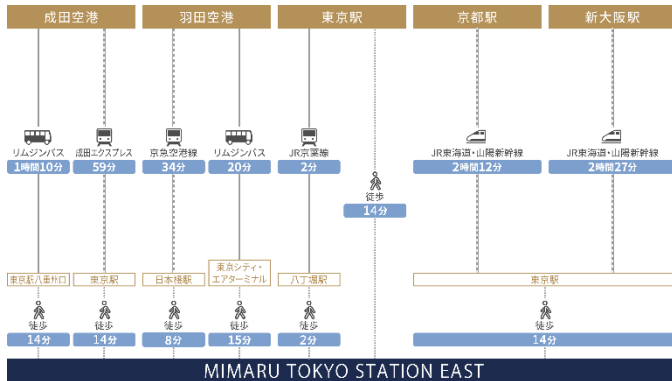 成田空港
羽田空港
東京駅
京都駅
新大阪駅
リムジンバス
1時間10分
成田エクスプレス
59分
京急空港線
34分
リムジンバス
20分
JR京葉線
2分
徒歩
14分
JR東海道・山陽新幹線
2時間12分
JR東海道・山陽新幹線
2時間27分
東京駅八重州口
東京駅
日本橋駅
東京シティ・
エアターミナル
八丁堀駅
東京駅
徒歩
14分
徒歩
14分
徒歩
8分
徒歩
15分
徒歩
2分
徒歩
14分
MIMARU TOKYO STATION EAST